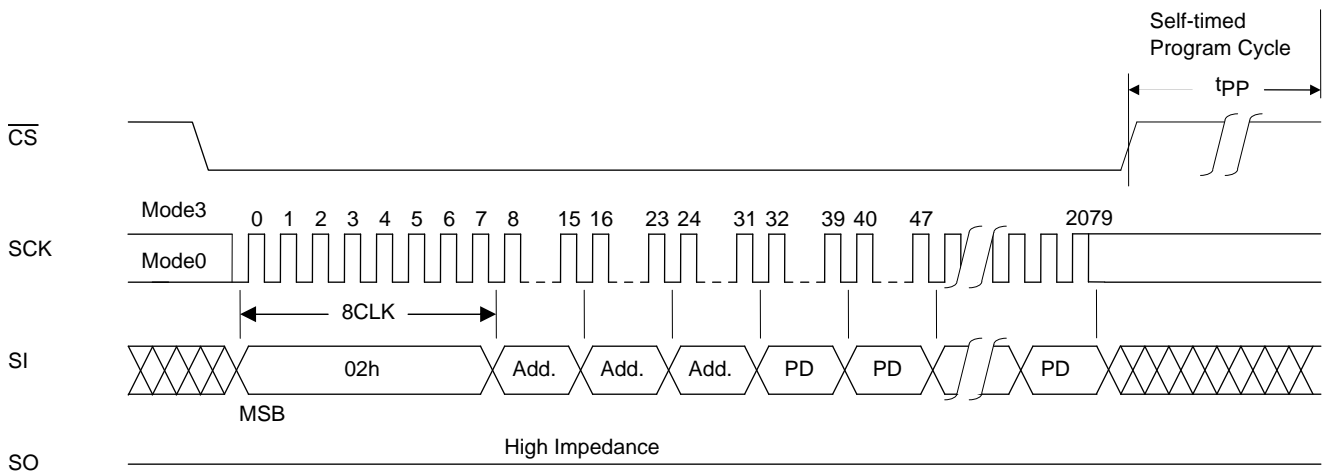 Self-timed
Program Cycle
tPP
CS
Mode3
0 1 2 3 4 5 6 7 8 15 16 23 24 31 32 39 40 47 2079
SCK
Mode0
8CLK
SI
02h Add. Add. Add. PD PD PD
MSB
High Impedance
SO